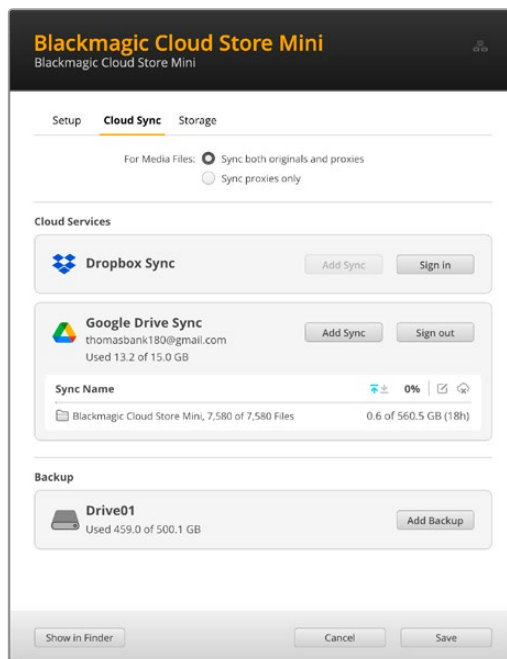 Blackmagic Cloud Store Mini
Blackmagic Cloud Store Mini
Setup Cloud Sync Storage
For Media Files: Sync both originals and proxies
Sync proxies only
Cloud Services
Dropbox Sync Add Sync Sign in
Google Drive Sync
thomasbank180@gmail.com Add Sync Sign out
Used 13.2 of 15.0 GB
Sync Name 0%
Blackmagic Cloud Store Mini, 7,580 of 7,580 Files 0.6 of 560.5 GB (18h)
Backup
Drive01
Used 459.0 of 500.1 GB Add Backup
Show in Finder Cancel Save